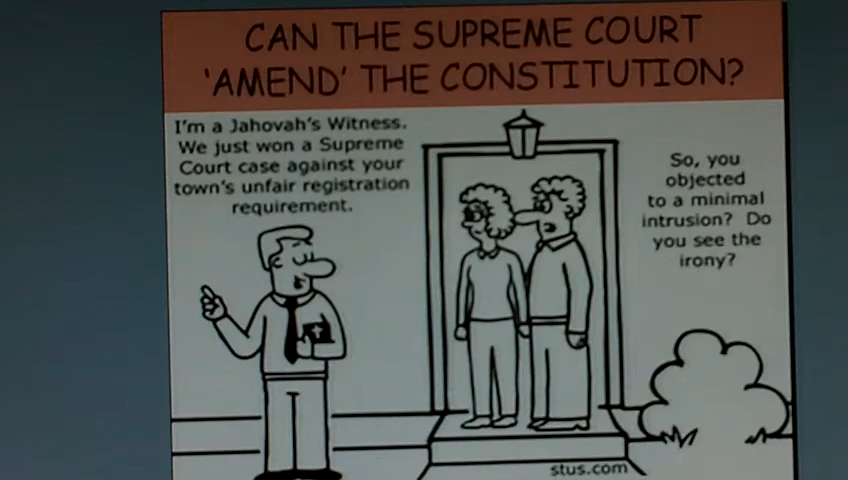 CAN THE SUPREME COURT
'AMEND' THE CONSTITUTION?
I'm a Jahovah's Witness.
We just won a Supreme
Court case against your
town's unfair registration
requirement.
So, you
objected
to a minimal
intrusion? Do
you see the
irony?
stus.com